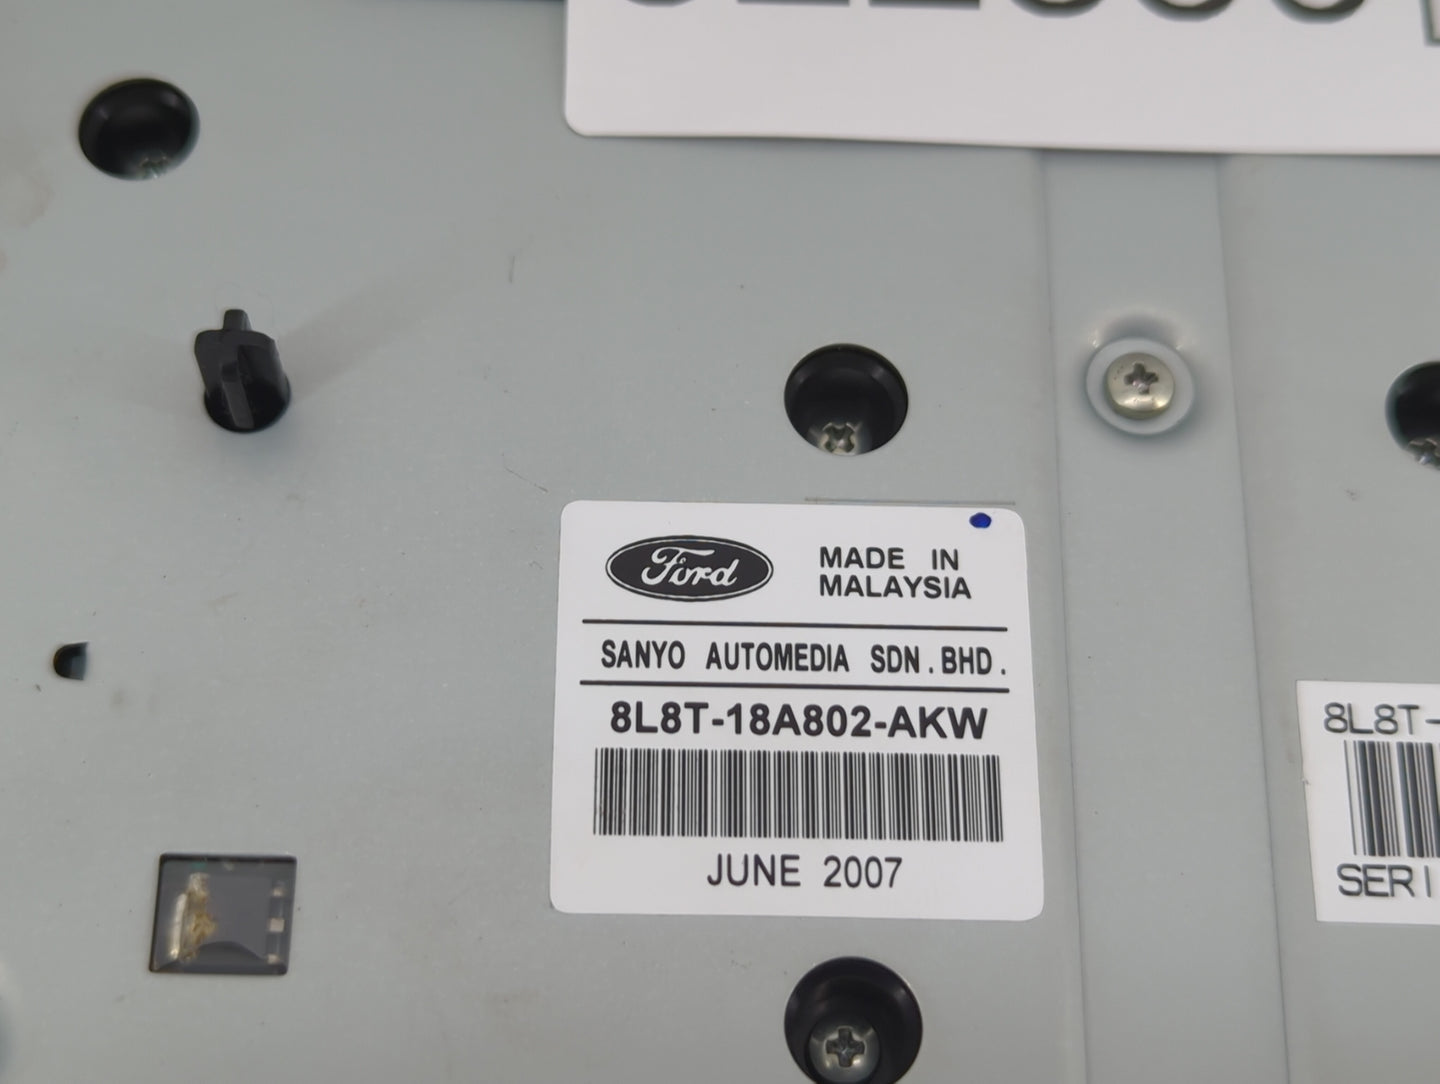 Ford
MADE IN
MALAYSIA
SANYO AUTOMEDIA SDN.BHD.
8L8T-18A802-AKW
JUNE 2007
8L8T-
SERI